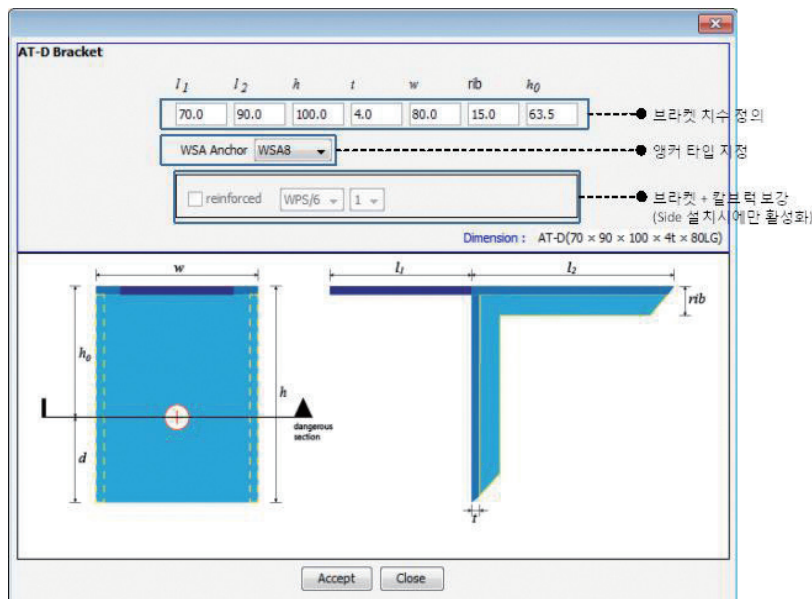 AT-D Bracket
l1 l2 h t w rib h0
70.0 90.0 100.0 4.0 80.0 15.0 63.5
브라켓 치수 정의
WSA Anchor WSA8
앵커 타입 지정
reinforced WPS/6 1
브라켓 + 칼브럭 보강
(Side 설치시에만 활성화)
Dimension : AT-D(70 × 90 × 100 × 4t × 80LG)
w l1 l2
rib
h0
h
dangerous
section
d
t
Accept Close